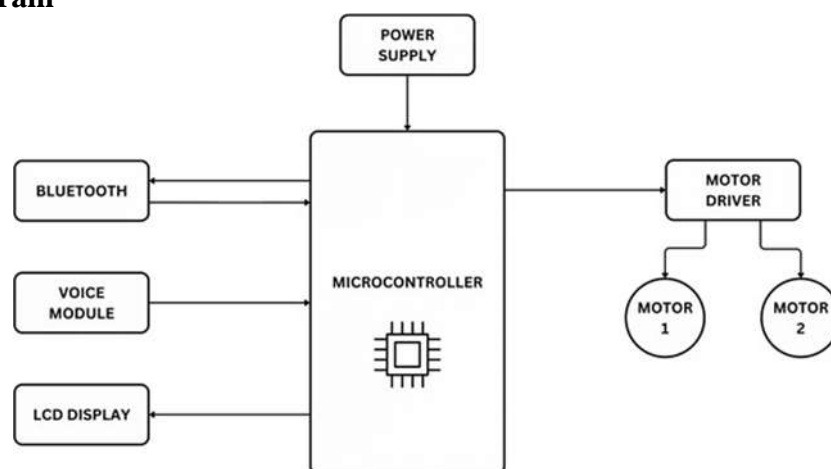 POWER
SUPPLY
BLUETOOTH
MOTOR
DRIVER
MICROCONTROLLER
VOICE
MODULE
MOTOR
1
MOTOR
2
LCD DISPLAY